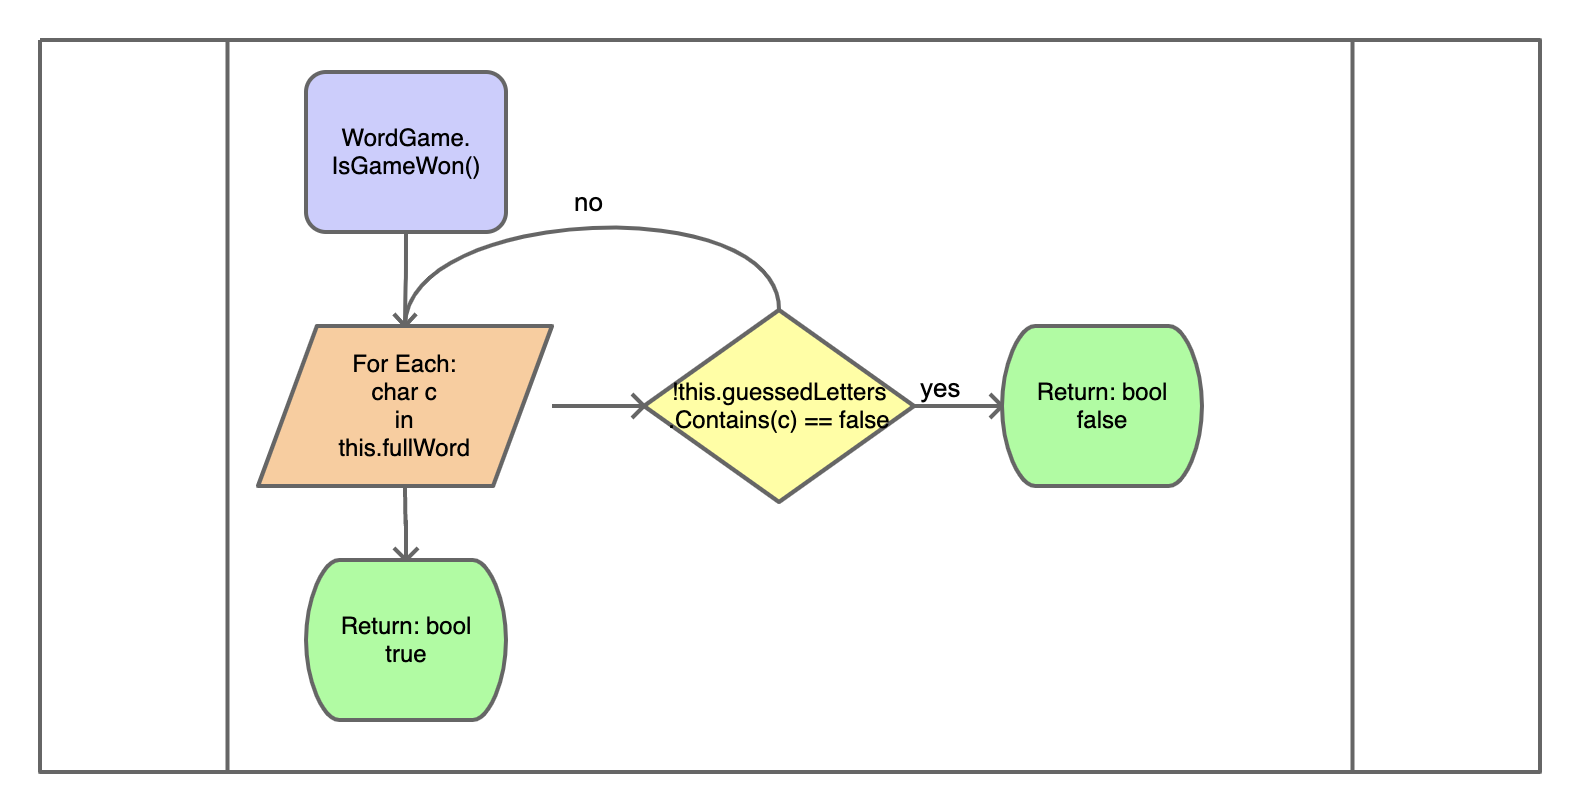 WordGame.
IsGameWon()
no
For Each:
char c
in
this.fullWord
!this.guessedLetters
.Contains(c) == false
yes
Return: bool
false
Return: bool
true